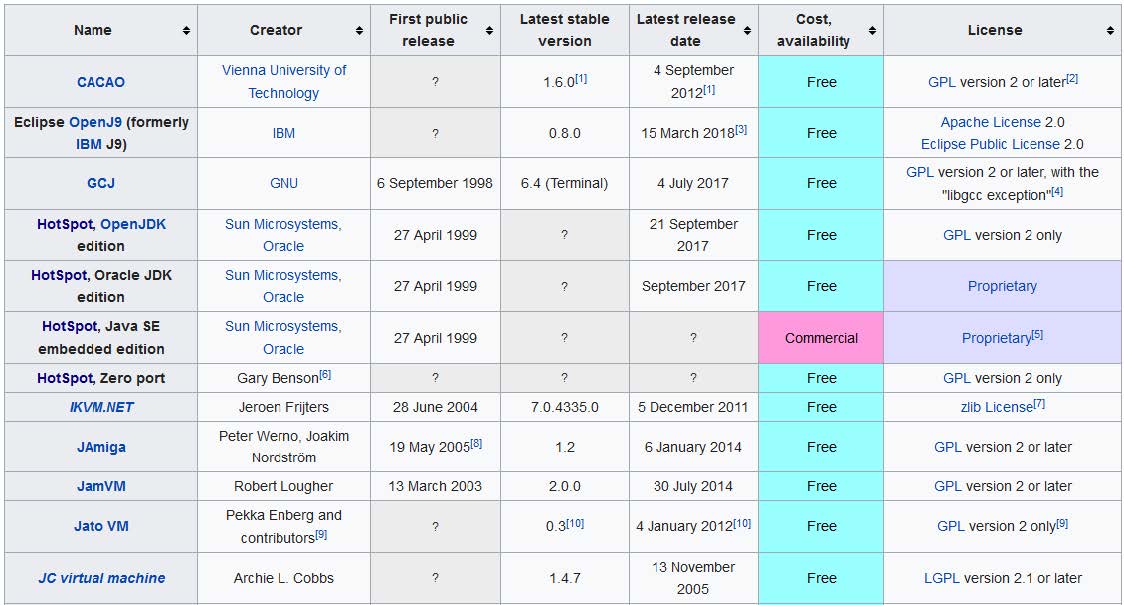 Name
Creator
First public
release
Latest stable
version
Latest release
date
Cost,
availability
License
CACAO
Vienna University of
Technology
?
1.6.0[1]
4 September
2012[1]
Free
GPL version 2 or later[2]
Eclipse OpenJ9 (formerly
IBM J9)
IBM
?
0.8.0
15 March 2018[3]
Free
Apache License 2.0
Eclipse Public License 2.0
GCJ
GNU
6 September 1998
6.4 (Terminal)
4 July 2017
Free
GPL version 2 or later, with the
"libgcc exception"[4]
HotSpot, OpenJDK
edition
Sun Microsystems,
Oracle
27 April 1999
?
21 September
2017
Free
GPL version 2 only
HotSpot, Oracle JDK
edition
Sun Microsystems,
Oracle
27 April 1999
?
September 2017
Free
Proprietary
HotSpot, Java SE
embedded edition
Sun Microsystems,
Oracle
27 April 1999
?
?
Commercial
Proprietary[5]
HotSpot, Zero port
Gary Benson[6]
?
?
?
Free
GPL version 2 only
IKVM.NET
Jeroen Frijters
28 June 2004
7.0.4335.0
5 December 2011
Free
zlib License[7]
JAmiga
Peter Werno, Joakim
Nordström
19 May 2005[8]
1.2
6 January 2014
Free
GPL version 2 or later
JamVM
Robert Lougher
13 March 2003
2.0.0
30 July 2014
Free
GPL version 2 or later
Jato VM
Pekka Enberg and
contributors[9]
?
0.3[10]
4 January 2012[10]
Free
GPL version 2 only[9]
JC virtual machine
Archie L. Cobbs
?
1.4.7
13 November
2005
Free
LGPL version 2.1 or later